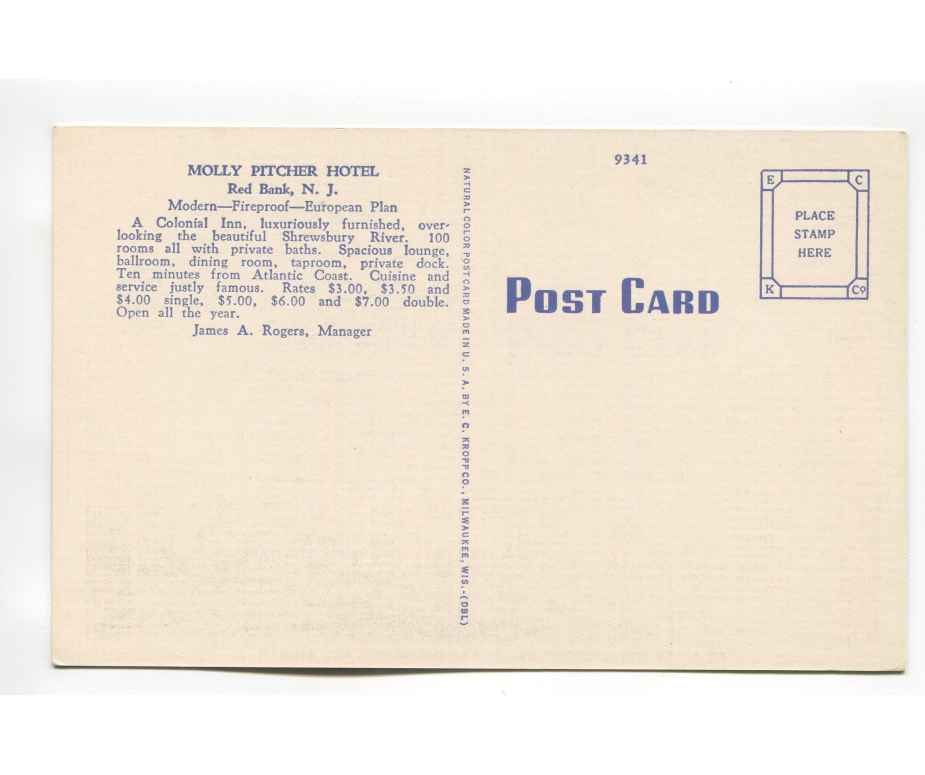 MOLLY PITCHER HOTEL
Red Bank, N. J.
Modern—Fireproof—European Plan
A Colonial Inn, luxuriously furnished, over-
looking the beautiful Shrewsbury River. 100
rooms all with private baths. Spacious lounge,
ballroom, dining room, taproom, private dock.
Ten minutes from Atlantic Coast. Cuisine and
service justly famous. Rates $3.00, $3.50 and
$4.00 single, $5.00, $6.00 and $7.00 double.
Open all the year.
James A. Rogers, Manager
NATURAL COLOR POST CARD MADE IN U. S. A. BY E. C. KROPP CO., MILWAUKEE, WIS.-(DBL)
9341
POST CARD
E C
PLACE
STAMP
HERE
K Co